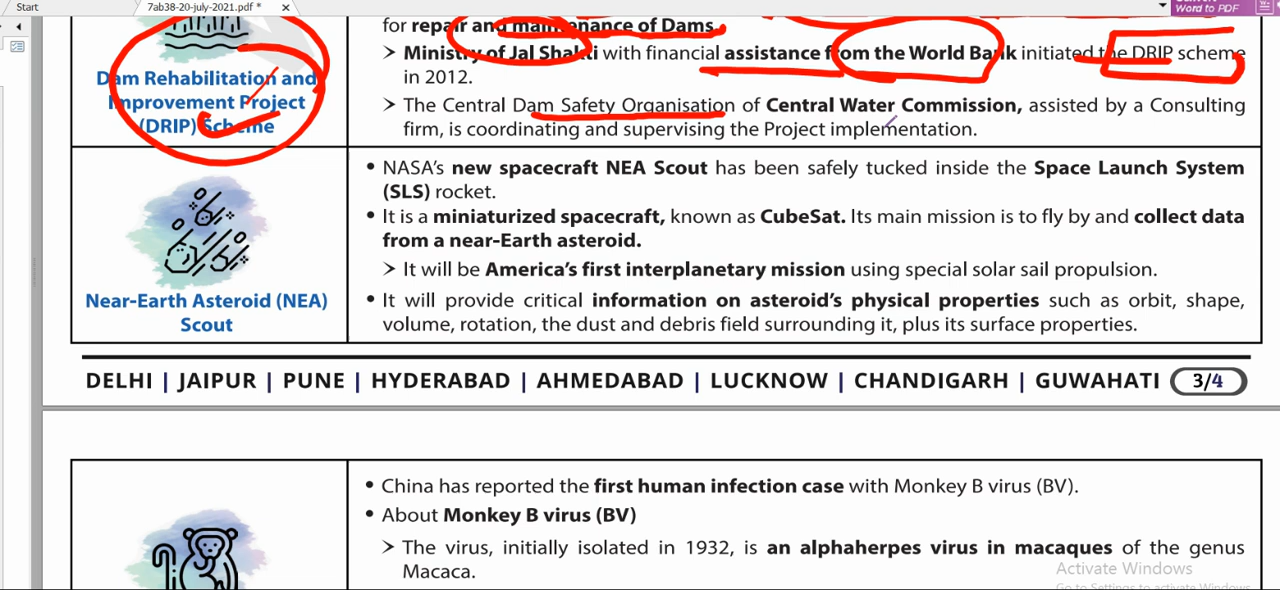 Start
7ab38-20-july-2021.pdf *
Word to PDF
for repair and maintenance of Dams.
➤ Ministry of Jal Shakti with financial assistance from the World Bank initiated the DRIP scheme
in 2012.
➤ The Central Dam Safety Organisation of Central Water Commission, assisted by a Consulting
firm, is coordinating and supervising the Project implementation.
Dam Rehabilitation and
Improvement Project
(DRIP) Scheme
• NASA's new spacecraft NEA Scout has been safely tucked inside the Space Launch System
(SLS) rocket.
• It is a miniaturized spacecraft, known as CubeSat. Its main mission is to fly by and collect data
from a near-Earth asteroid.
➤ It will be America's first interplanetary mission using special solar sail propulsion.
• It will provide critical information on asteroid's physical properties such as orbit, shape,
volume, rotation, the dust and debris field surrounding it, plus its surface properties.
Near-Earth Asteroid (NEA)
Scout
DELHI | JAIPUR | PUNE | HYDERABAD | AHMEDABAD | LUCKNOW | CHANDIGARH | GUWAHATI 3/4
• China has reported the first human infection case with Monkey B virus (BV).
• About Monkey B virus (BV)
➤ The virus, initially isolated in 1932, is an alphaherpes virus in macaques of the genus
Macaca.
Activate Windows
Go to Settings to activate Windows.